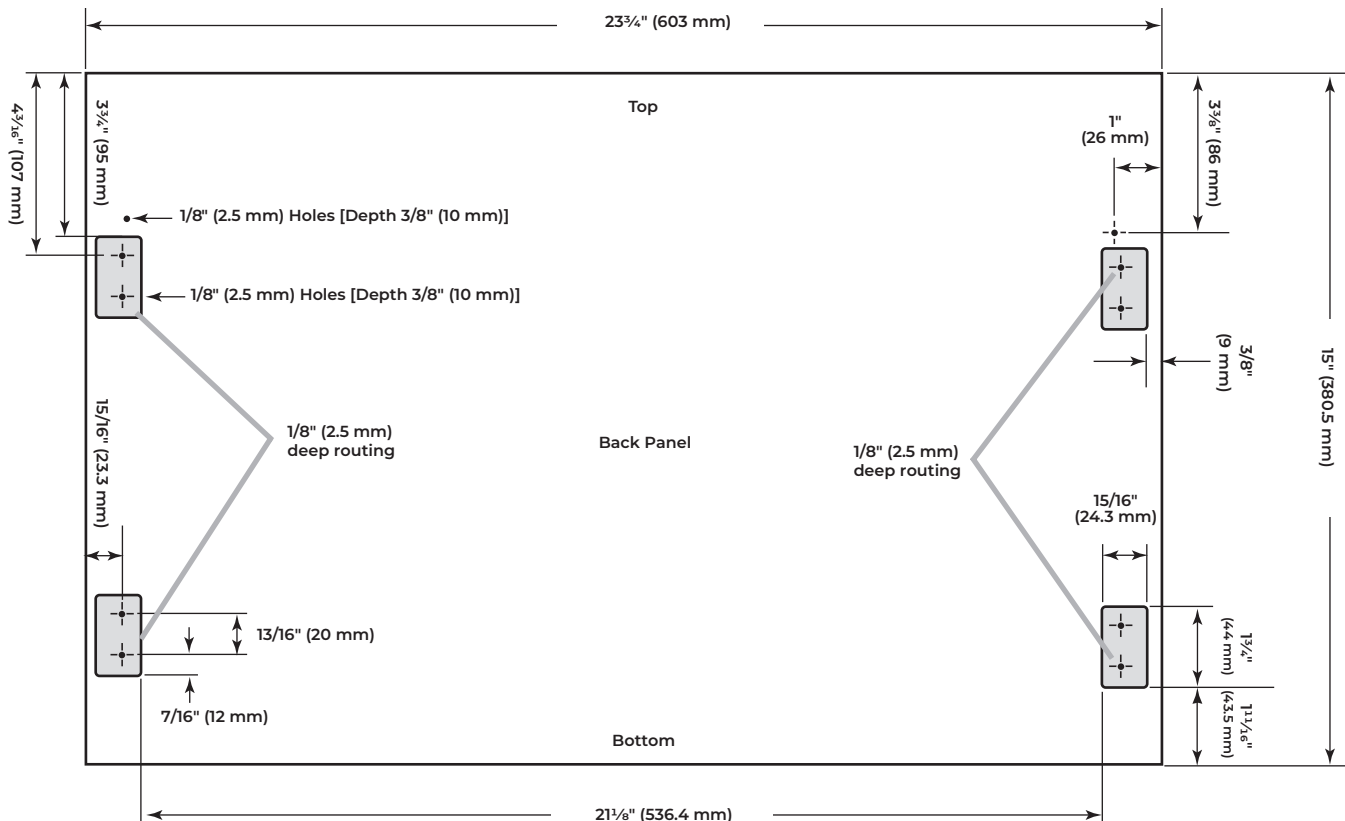 23¾" (603 mm)
Top
4³⁄₁₆" (107 mm)
3¾" (95 mm)
1"
(26 mm)
3⅜" (86 mm)
1/8" (2.5 mm) Holes [Depth 3/8" (10 mm)]
1/8" (2.5 mm) Holes [Depth 3/8" (10 mm)]
3/8"
(9 mm)
15" (380.5 mm)
15/16" (23.3 mm)
1/8" (2.5 mm)
deep routing
Back Panel
1/8" (2.5 mm)
deep routing
15/16"
(24.3 mm)
13/16" (20 mm)
1¾"
(44 mm)
7/16" (12 mm)
1¹¹⁄₁₆"
(43.5 mm)
Bottom
21⅛" (536.4 mm)